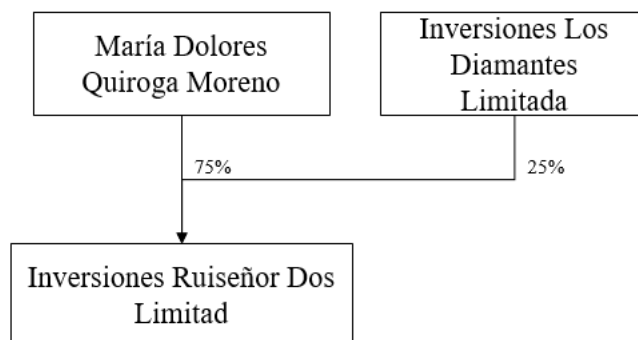 María Dolores
Quiroga Moreno
Inversiones Los
Diamantes
Limitada
75%
25%
Inversiones Ruiseñor Dos
Limitad